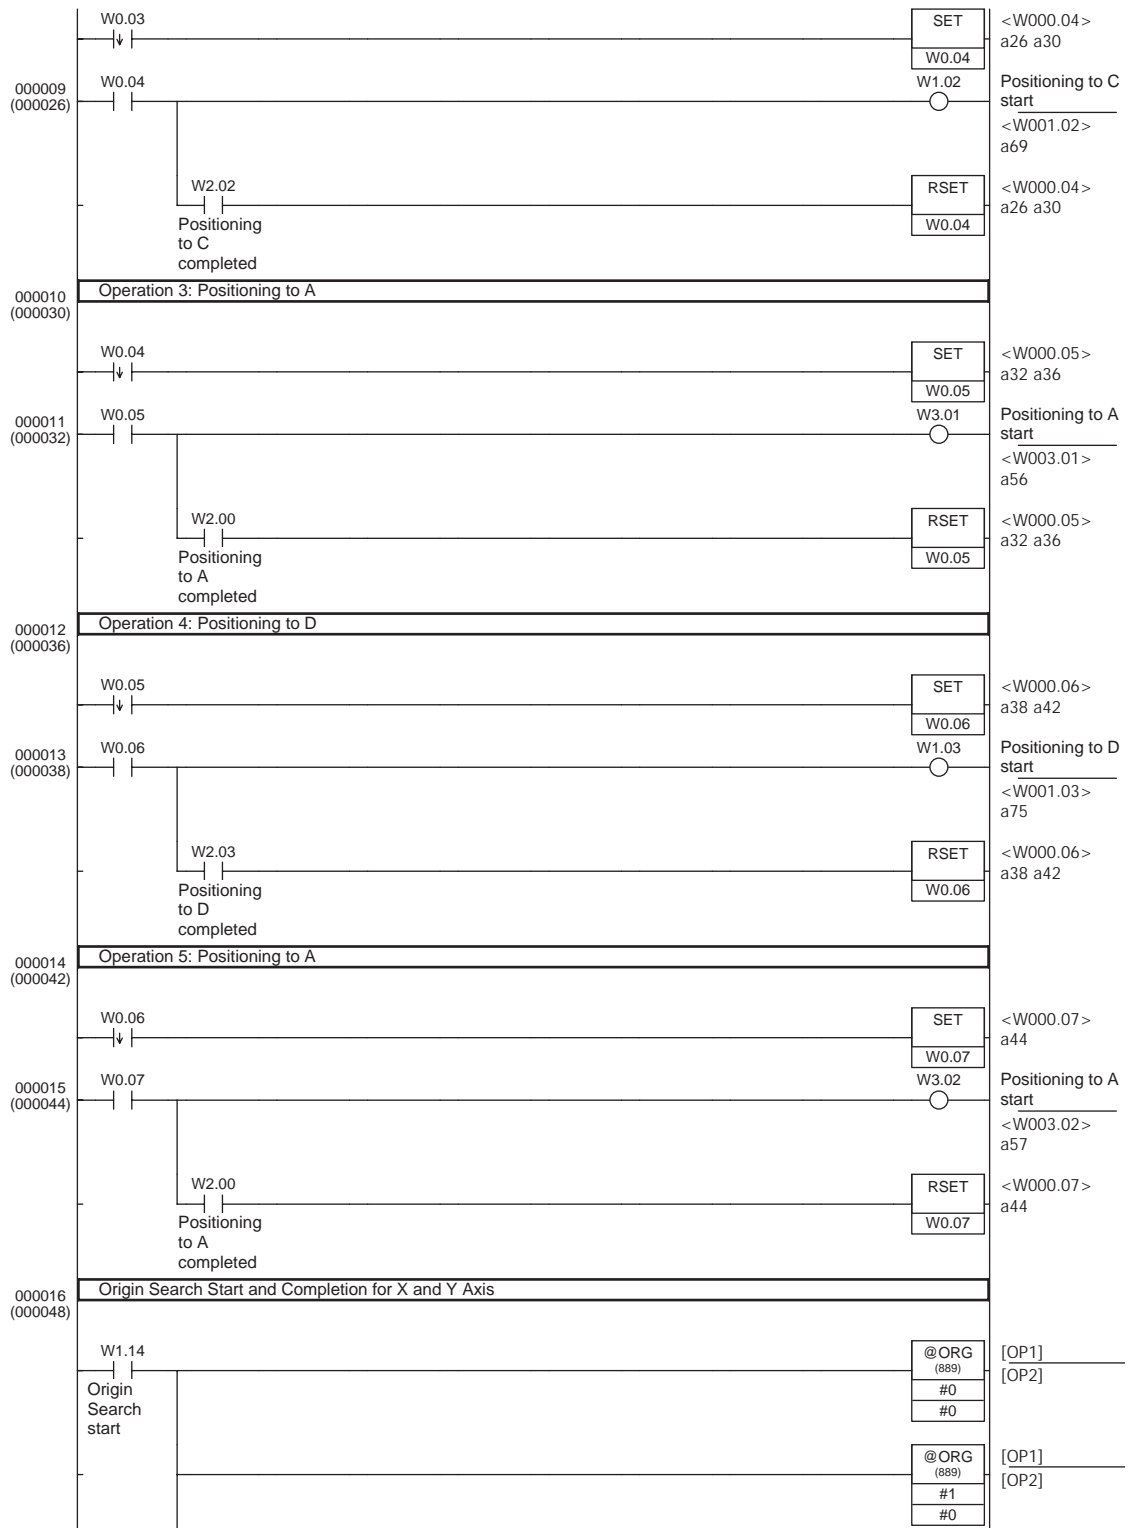 W0.03
SET
W0.04
<W000.04>
a26 a30
000009
(000026)
W0.04
W1.02
Positioning to C
start
<W001.02>
a69
W2.02
Positioning
to C
completed
RSET
W0.04
<W000.04>
a26 a30
000010
(000030)
Operation 3: Positioning to A
W0.04
SET
W0.05
<W000.05>
a32 a36
000011
(000032)
W0.05
W3.01
Positioning to A
start
<W003.01>
a56
W2.00
Positioning
to A
completed
RSET
W0.05
<W000.05>
a32 a36
000012
(000036)
Operation 4: Positioning to D
W0.05
SET
W0.06
<W000.06>
a38 a42
000013
(000038)
W0.06
W1.03
Positioning to D
start
<W001.03>
a75
W2.03
Positioning
to D
completed
RSET
W0.06
<W000.06>
a38 a42
000014
(000042)
Operation 5: Positioning to A
W0.06
SET
W0.07
<W000.07>
a44
000015
(000044)
W0.07
W3.02
Positioning to A
start
<W003.02>
a57
W2.00
Positioning
to A
completed
RSET
W0.07
<W000.07>
a44
000016
(000048)
Origin Search Start and Completion for X and Y Axis
W1.14
Origin
Search
start
@ORG
(889)
#0
#0
[OP1]
[OP2]
@ORG
(889)
#1
#0
[OP1]
[OP2]